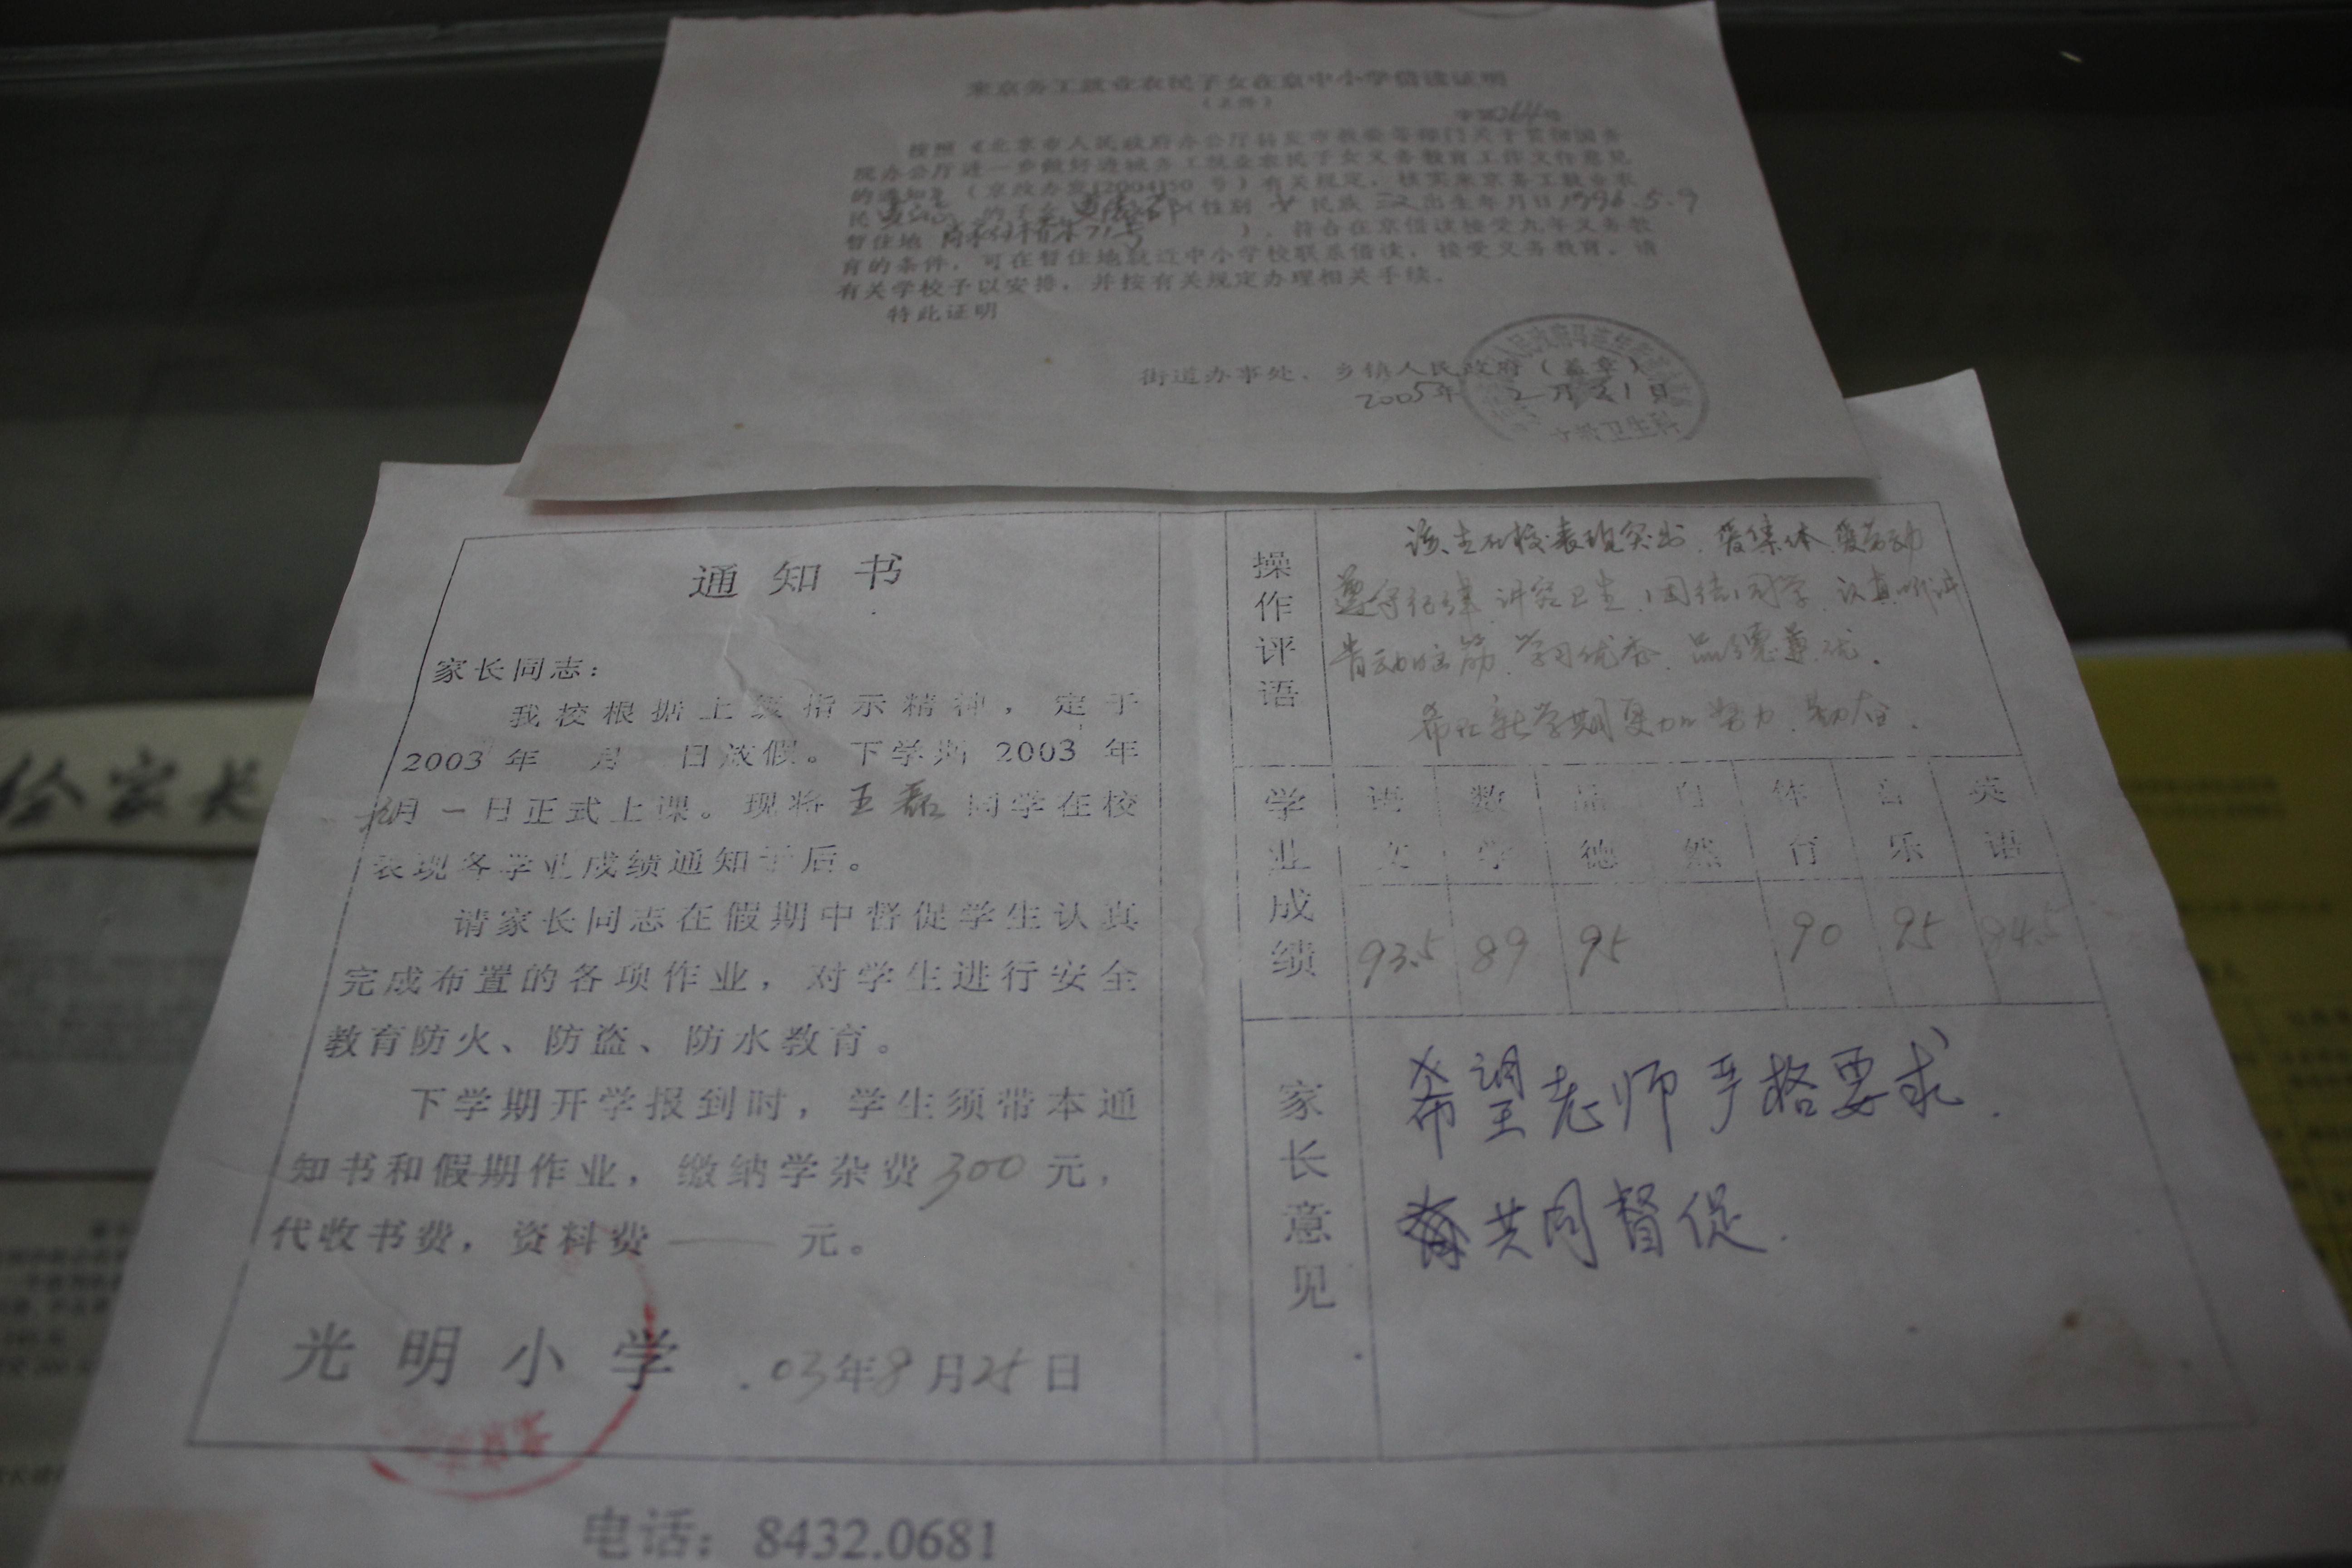 来京务工就业农民子女在京中小学借读证明
按照《北京市人民政府办公厅转发市教委等部门关于贯彻国务
院办公厅进一步做好进城务工就业农民子女义务教育工作文件意见
的通知》（京政办发[2004]50 号）有关规定，核实来京务工就业农
民 的子女 （性别 女 民族 汉 出生年月日1996.5.9
暂住地 71号 ），符合在京借读接受九年义务教
育的条件，可在暂住地就近中小学校联系借读，接受义务教育。请
有关学校予以安排，并按有关规定办理相关手续。
特此证明
街道办事处、乡镇人民政府（盖章）
2005年 2月21日
给家长
通知书
家长同志：
我校根据上级指示精神，定于
2003 年 月 日放假。下学期 2003 年
月一日正式上课。现将 王磊 同学在校
表现各学业成绩通知于后。
请家长同志在假期中督促学生认真
完成布置的各项作业，对学生进行安全
教育防火、防盗、防水教育。
下学期开学报到时，学生须带本通
知书和假期作业，缴纳学杂费300元，
代收书费，资料费——元。
光明小学 03年8月25日
电话：8432.0681
操作评语
该生在校表现突出、爱集体、爱劳动
遵守纪律、讲究卫生、团结同学、认真听讲
肯动脑筋、学习优秀、品德兼优。
希在新学期更加努力、勤奋。
学业成绩
语文 数学 品德 自然 体育 音乐 英语
93.5 89 95 90 95 94.5
家长意见
希望老师严格要求.
共同督促.